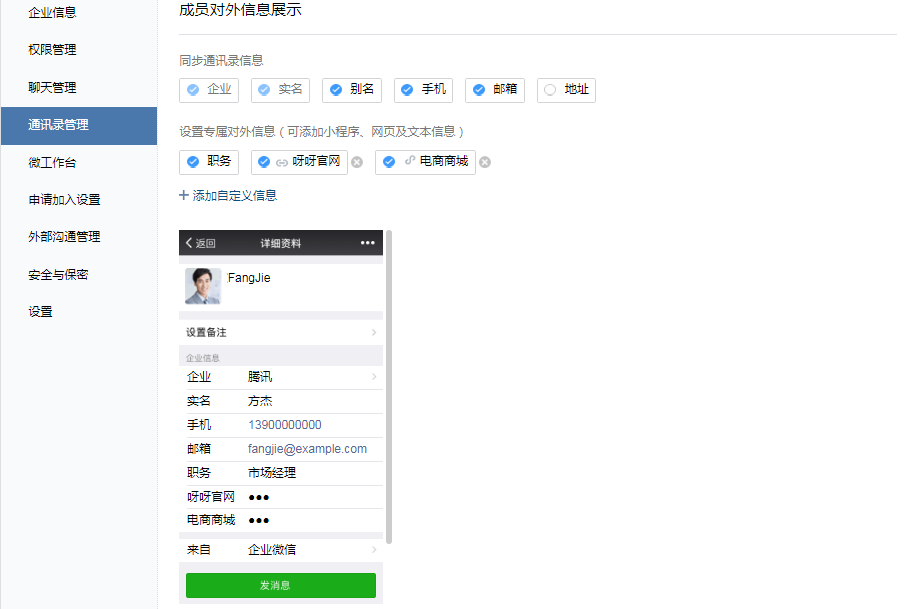 企业信息
权限管理
聊天管理
通讯录管理
微工作台
申请加入设置
外部沟通管理
安全与保密
设置
成员对外信息展示
同步通讯录信息
企业 实名 别名 手机 邮箱 地址
设置专属对外信息（可添加小程序、网页及文本信息）
职务 呀呀官网 电商商城
+ 添加自定义信息
返回 详细资料 •••
FangJie
设置备注
企业信息
企业 腾讯
实名 方杰
手机 13900000000
邮箱 fangjie@example.com
职务 市场经理
呀呀官网 ●●●
电商商城 ●●●
来自 企业微信
发消息